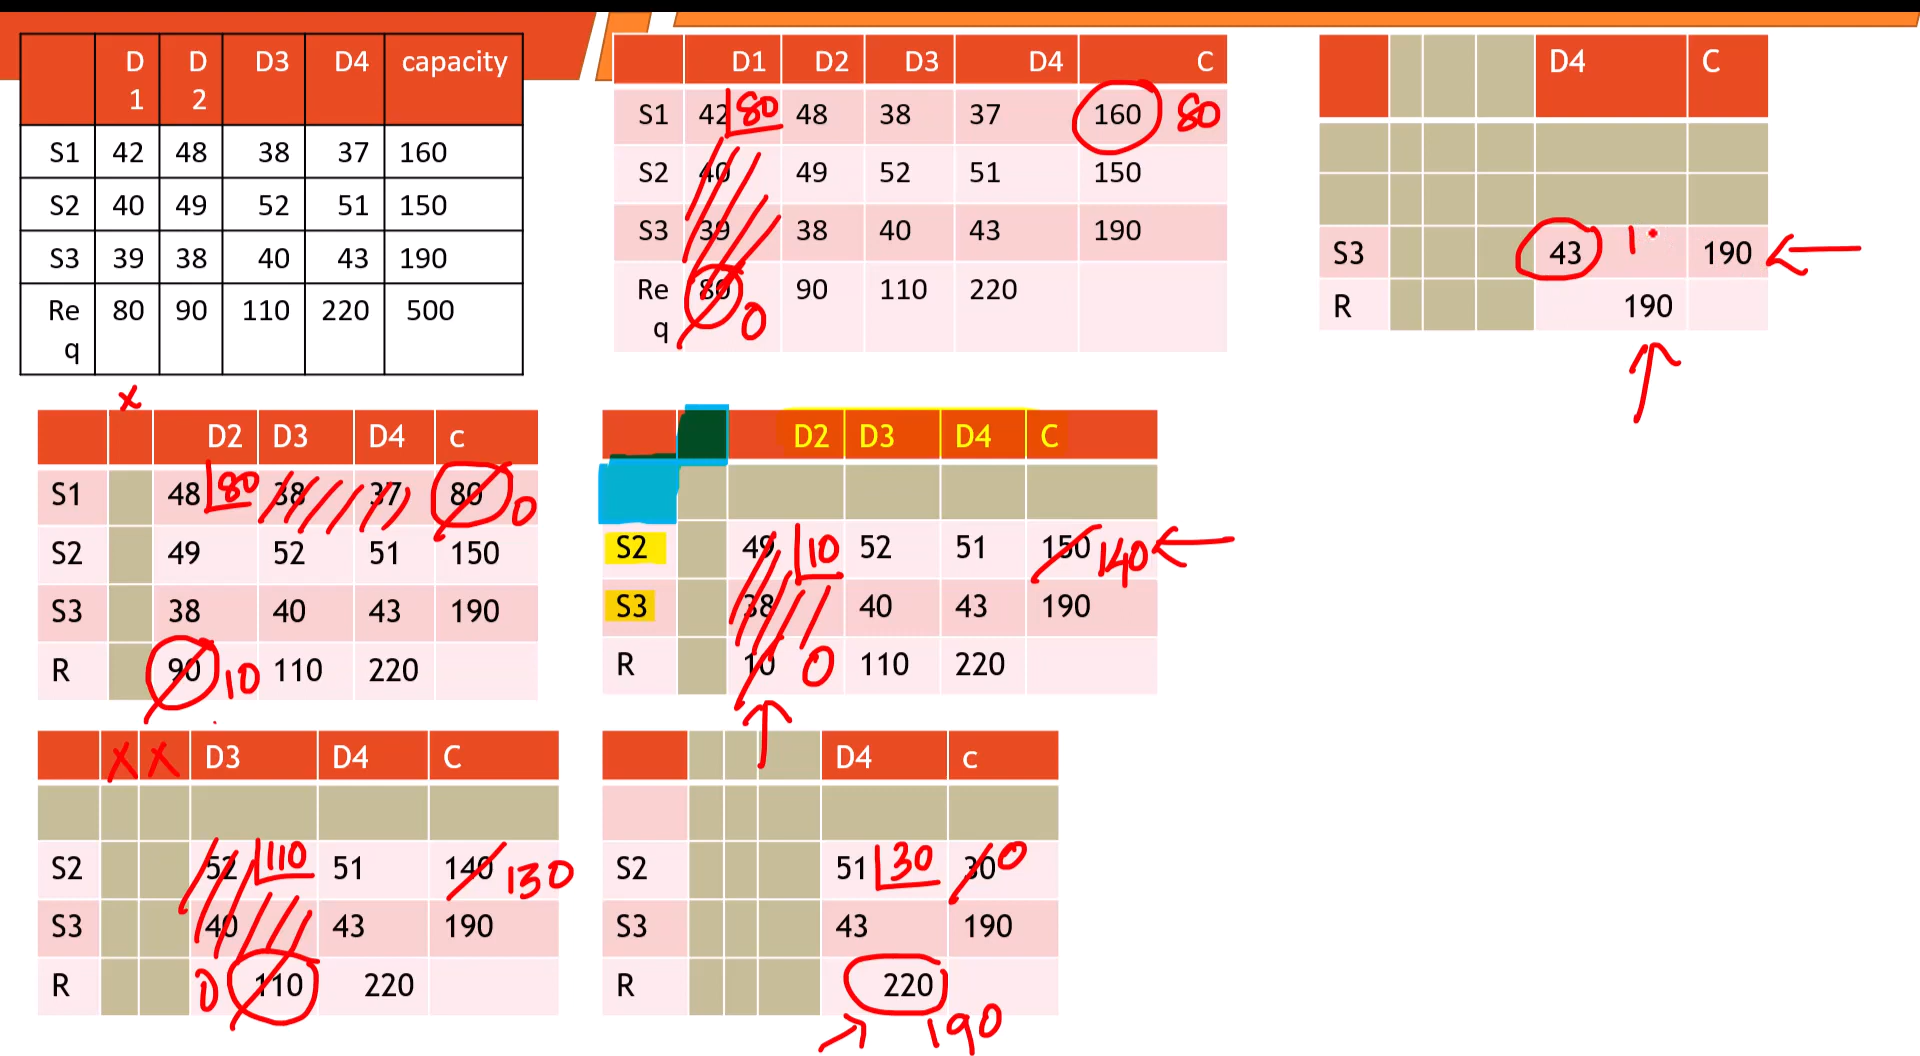 D1 D2 D3 D4 capacity
S1 42 48 38 37 160
S2 40 49 52 51 150
S3 39 38 40 43 190
Req 80 90 110 220 500
D1 D2 D3 D4 C
S1 42 80 48 38 37 160 80
S2 40 49 52 51 150
S3 39 38 40 43 190
Req 80 0 90 110 220
D4 C
S3 43 190
R 190
x
D2 D3 D4 c
S1 48 80 38 37 80 0
S2 49 52 51 150
S3 38 40 43 190
R 90 10 110 220
D2 D3 D4 C
S2 49 10 52 51 150 140
S3 38 40 43 190
R 10 0 110 220
X X D3 D4 C
S2 52 110 51 140 130
S3 40 43 190
R 0 110 220
D4 c
S2 51 30 30 0
S3 43 190
R 220
190